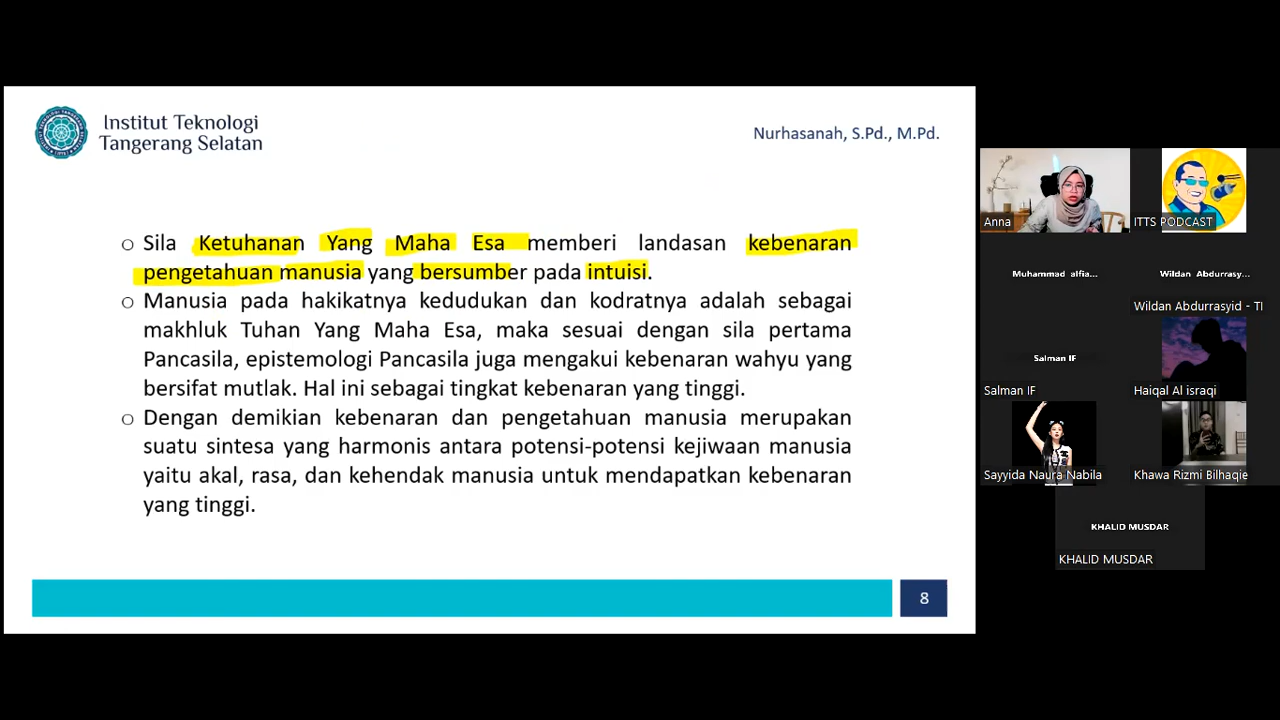 Institut Teknologi
Tangerang Selatan
Nurhasanah, S.Pd., M.Pd.
○ Sila Ketuhanan Yang Maha Esa memberi landasan kebenaran
pengetahuan manusia yang bersumber pada intuisi.
○ Manusia pada hakikatnya kedudukan dan kodratnya adalah sebagai
makhluk Tuhan Yang Maha Esa, maka sesuai dengan sila pertama
Pancasila, epistemologi Pancasila juga mengakui kebenaran wahyu yang
bersifat mutlak. Hal ini sebagai tingkat kebenaran yang tinggi.
○ Dengan demikian kebenaran dan pengetahuan manusia merupakan
suatu sintesa yang harmonis antara potensi-potensi kejiwaan manusia
yaitu akal, rasa, dan kehendak manusia untuk mendapatkan kebenaran
yang tinggi.
8
Anna
ITTS PODCAST
Muhammad alfia...
Wildan Abdurrasy...
Wildan Abdurrasyid - TI
Salman IF
Salman IF
Haiqal Al israqi
Sayyida Naura Nabila
Khawa Rizmi Bilhaqie
KHALID MUSDAR
KHALID MUSDAR